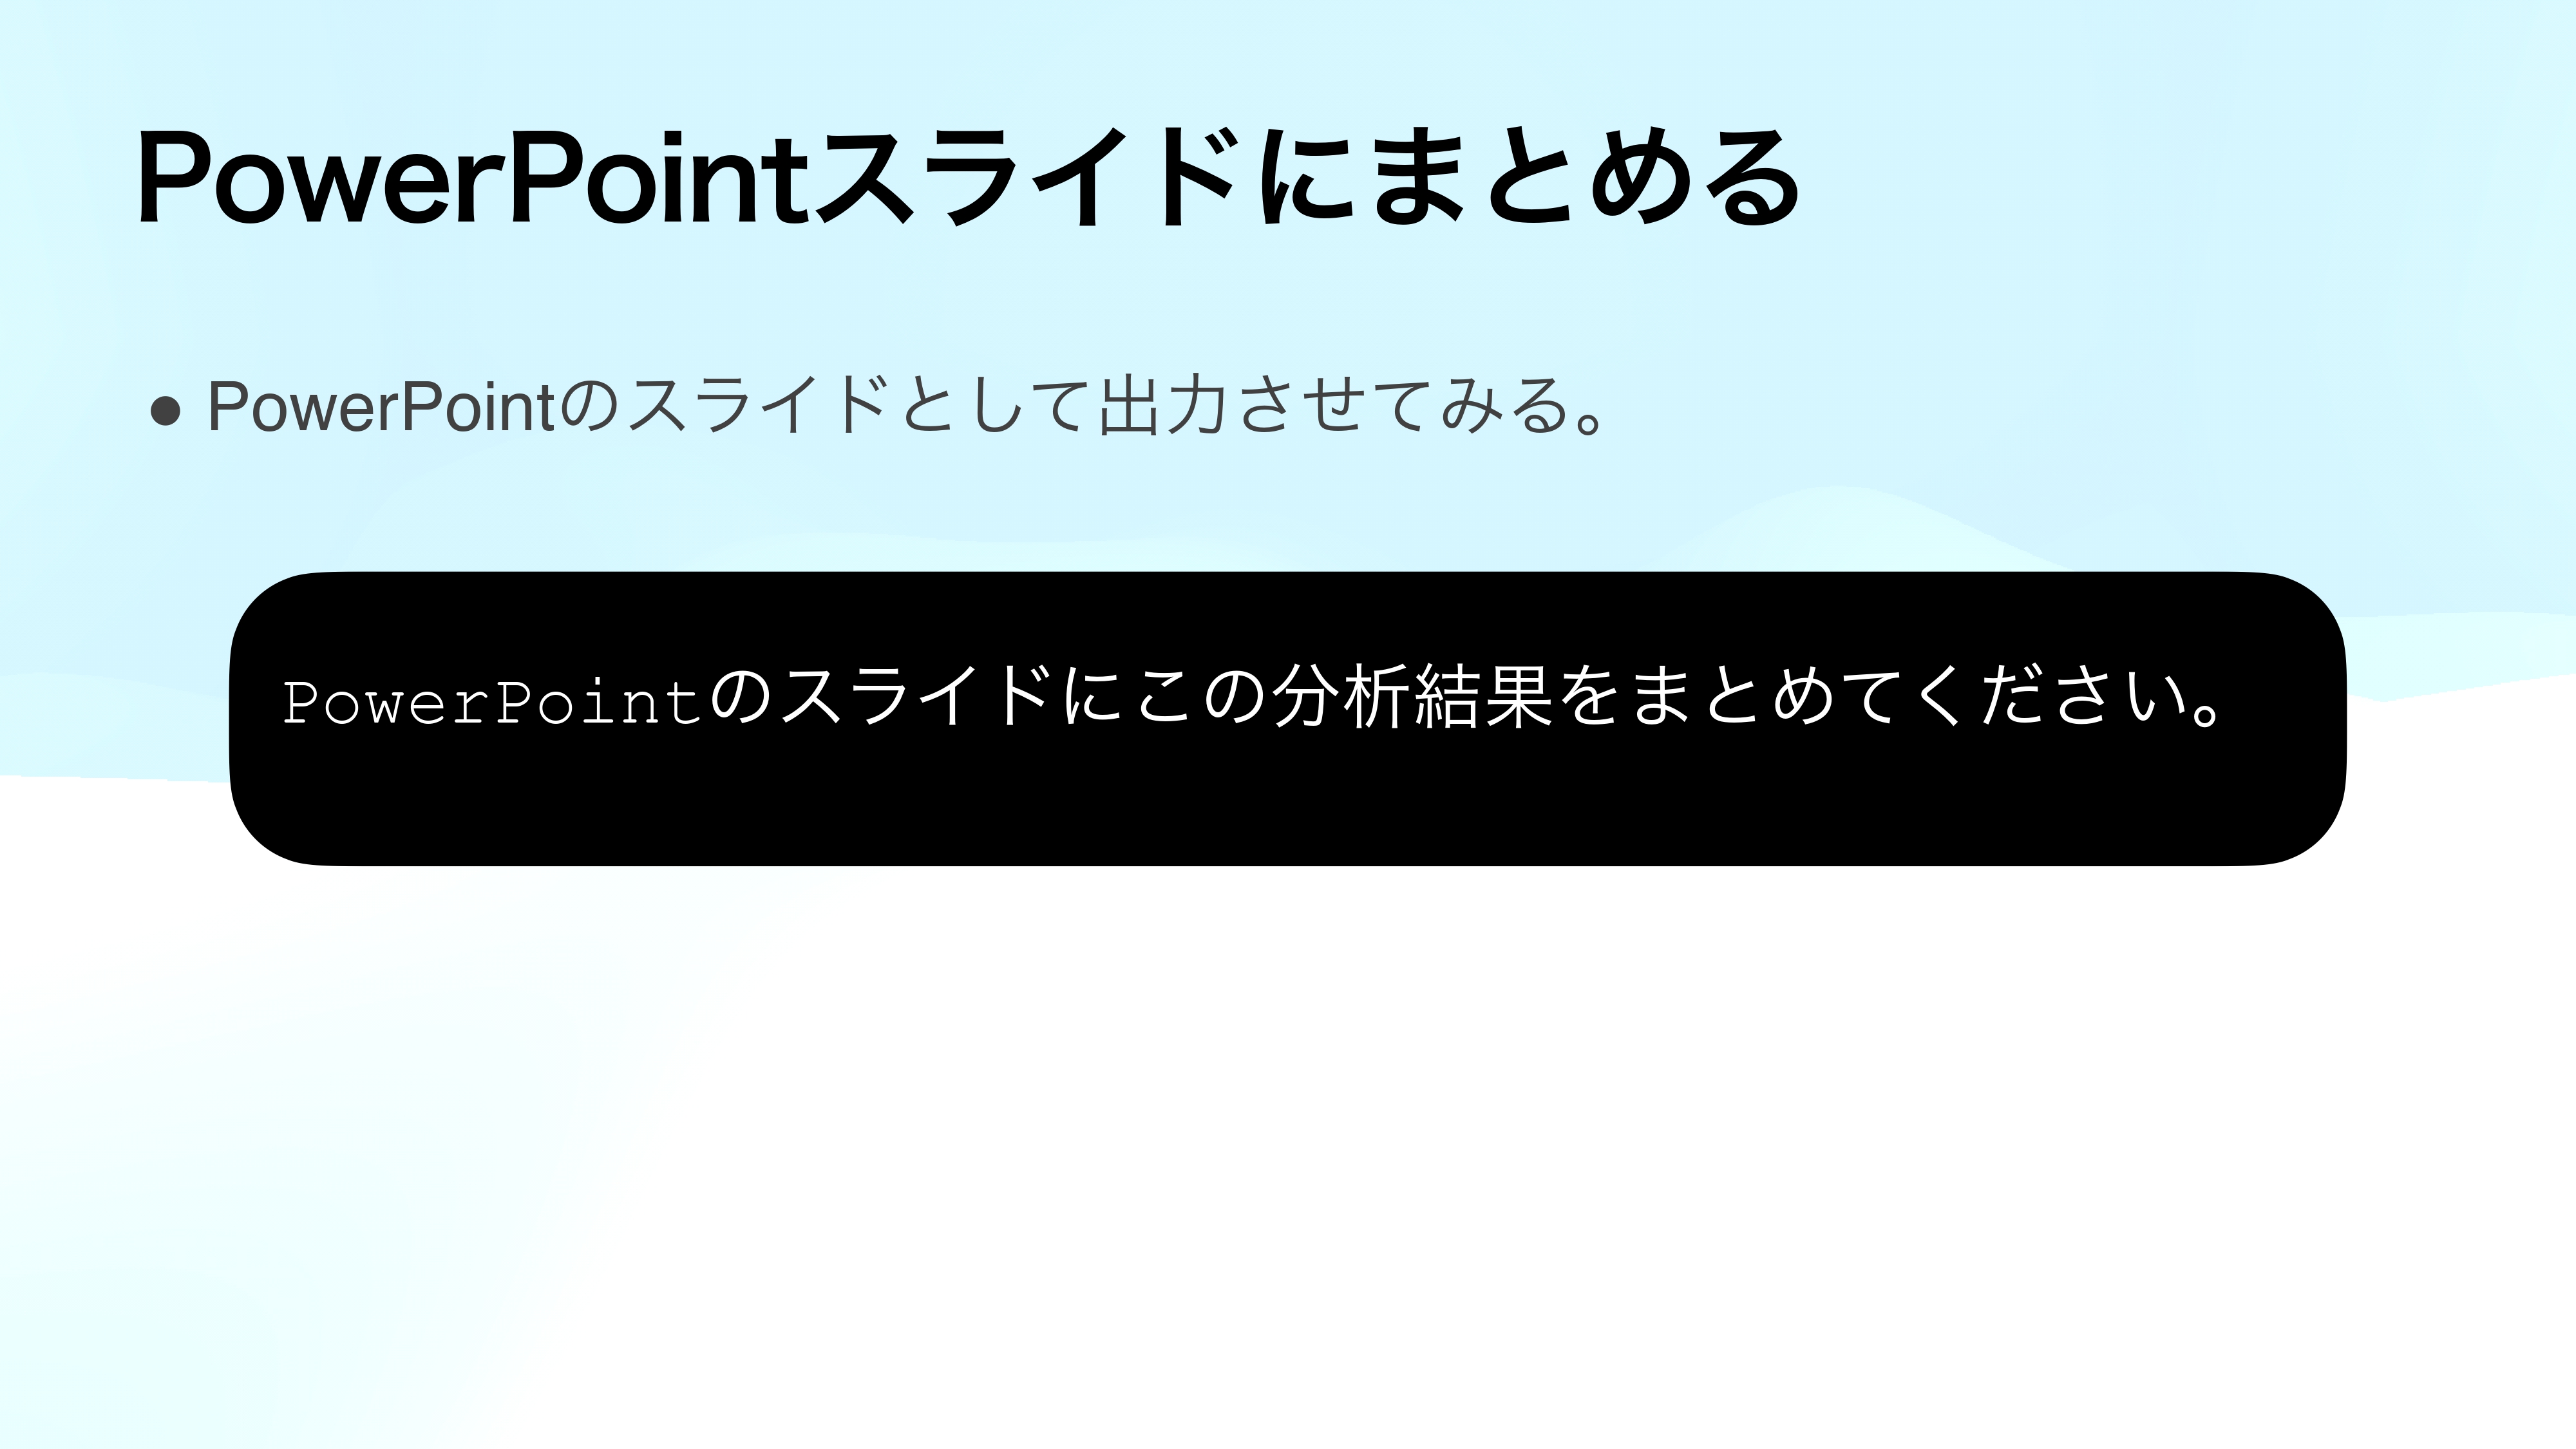 PowerPointスライドにまとめる
● PowerPointのスライドとして出力させてみる。
PowerPointのスライドにこの分析結果をまとめてください。